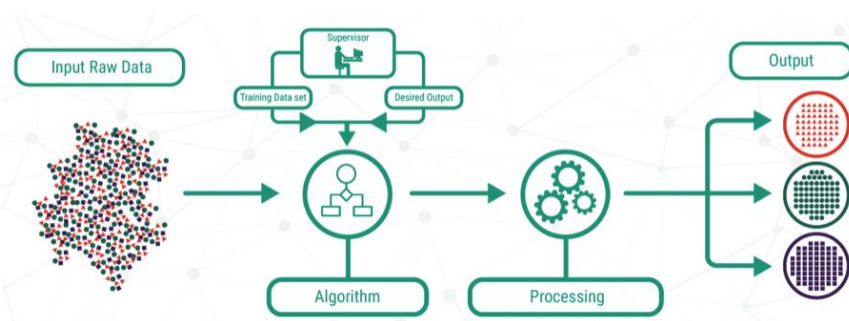 Input Raw Data
Supervisor
Training Data set
Desired Output
Algorithm
Processing
Output